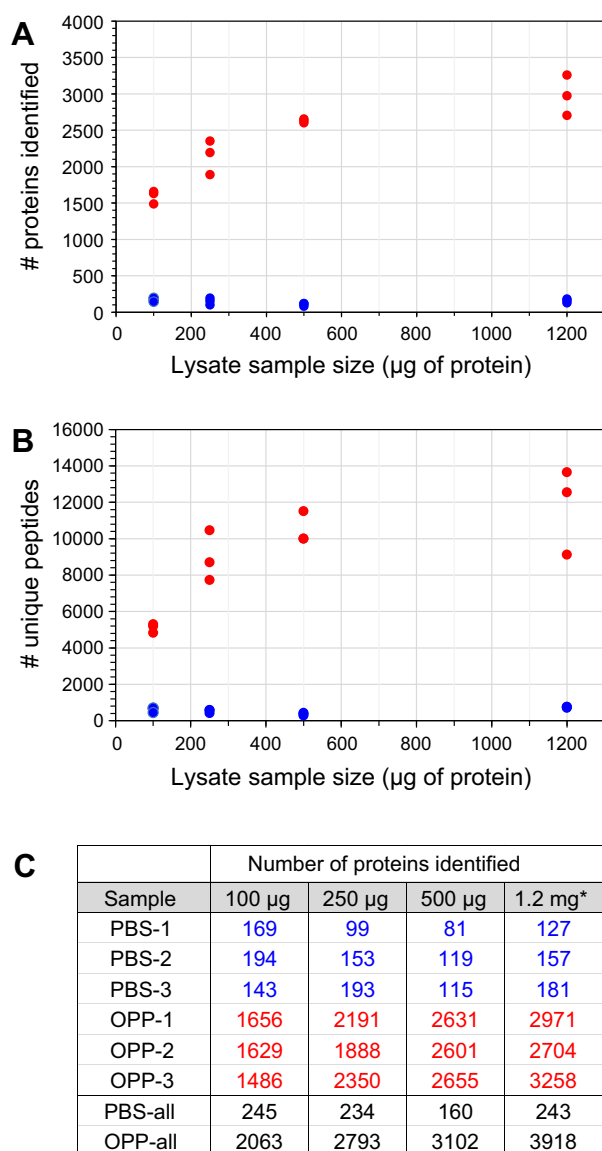 A
# proteins identified
4000
3500
3000
2500
2000
1500
1000
500
0
0 200 400 600 800 1000 1200
Lysate sample size (µg of protein)
B
# unique peptides
16000
14000
12000
10000
8000
6000
4000
2000
0
0 200 400 600 800 1000 1200
Lysate sample size (µg of protein)
C
Number of proteins identified
Sample 100 µg 250 µg 500 µg 1.2 mg*
PBS-1 169 99 81 127
PBS-2 194 153 119 157
PBS-3 143 193 115 181
OPP-1 1656 2191 2631 2971
OPP-2 1629 1888 2601 2704
OPP-3 1486 2350 2655 3258
PBS-all 245 234 160 243
OPP-all 2063 2793 3102 3918